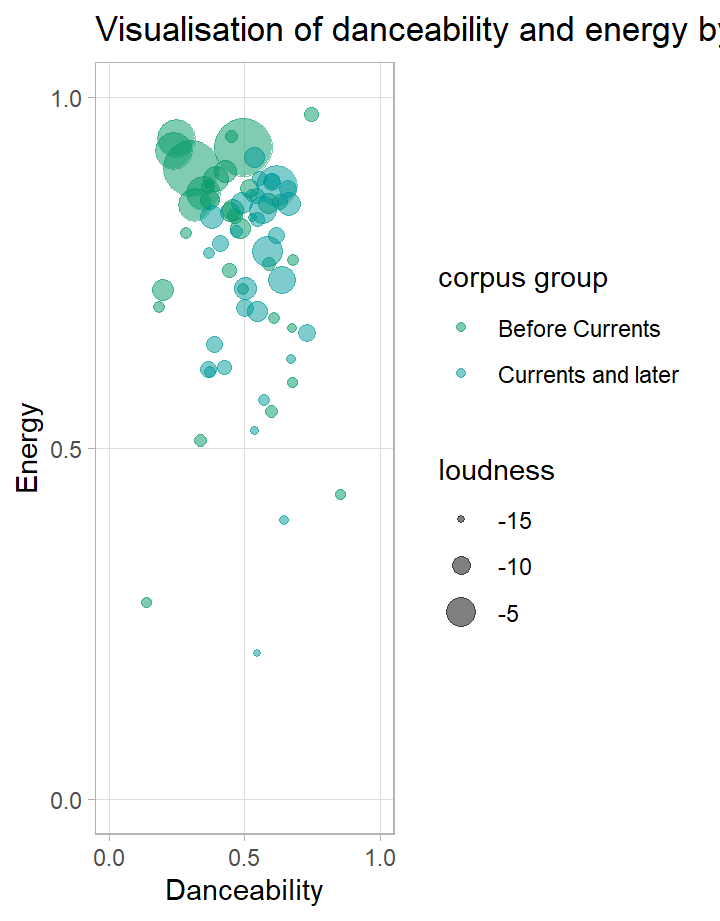 Visualisation of danceability and energy by
1.0
0.5
0.0
Energy
0.0 0.5 1.0
Danceability
corpus group
Before Currents
Currents and later
loudness
-15
-10
-5